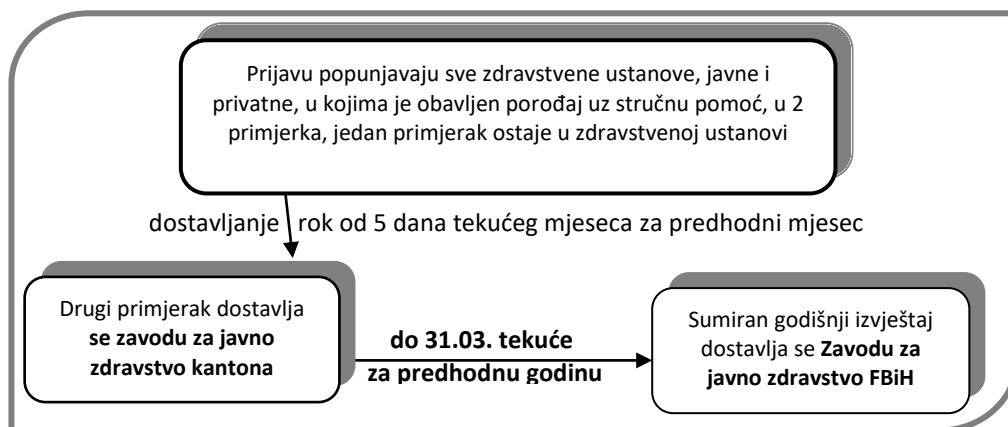 Prijavu popunjavaju sve zdravstvene ustanove, javne i
privatne, u kojima je obavljen porođaj uz stručnu pomoć, u 2
primjerka, jedan primjerak ostaje u zdravstvenoj ustanovi
dostavljanje rok od 5 dana tekućeg mjeseca za predhodni mjesec
Drugi primjerak dostavlja
se zavodu za javno
zdravstvo kantona
do 31.03. tekuće
za predhodnu godinu
Sumiran godišnji izvještaj
dostavlja se Zavodu za
javno zdravstvo FBiH